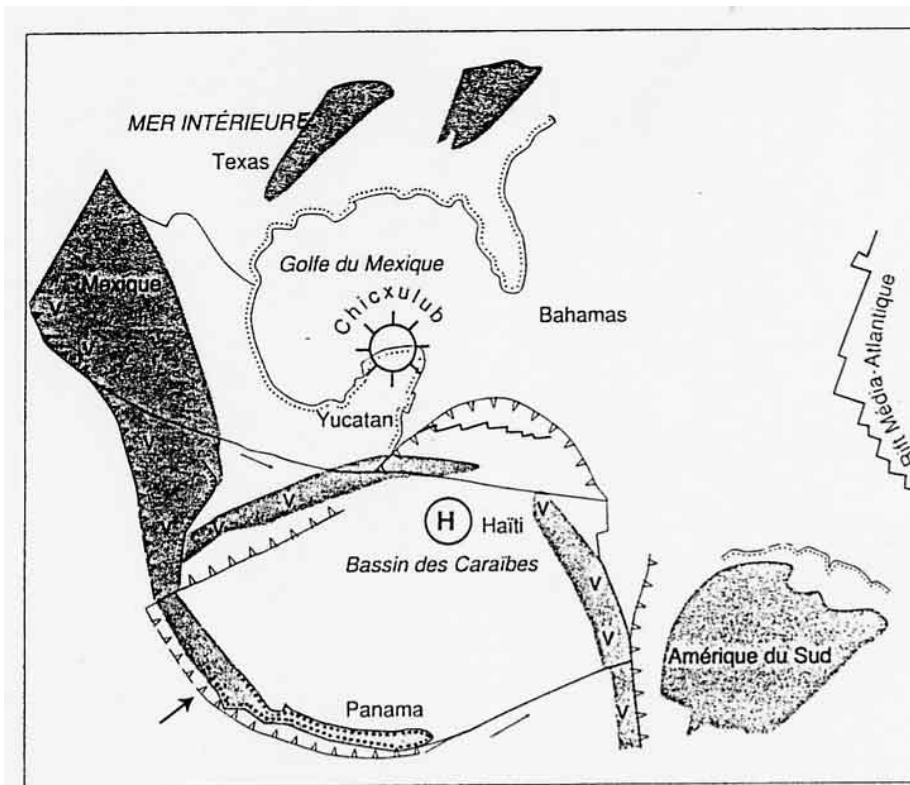 MER INTÉRIEURE
Texas
Mexique
Golfe du Mexique
Chicxulub
Bahamas
Rift Média-Atlantique
Yucatan
H
Haïti
Bassin des Caraïbes
Amérique du Sud
Panama
V
V
V
V
V
V
V
V
V
V
V